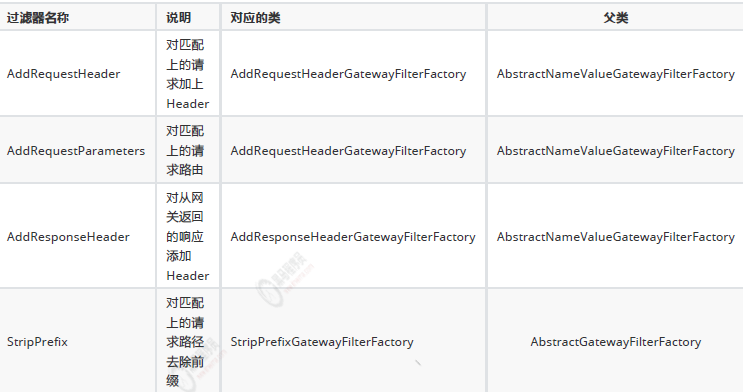 过滤器名称 说明 对应的类 父类
AddRequestHeader 对匹配上的请求加上Header AddRequestHeaderGatewayFilterFactory AbstractNameValueGatewayFilterFactory
AddRequestParameters 对匹配上的请求路由 AddRequestHeaderGatewayFilterFactory AbstractNameValueGatewayFilterFactory
AddResponseHeader 对从网关返回的响应添加Header AddResponseHeaderGatewayFilterFactory AbstractNameValueGatewayFilterFactory
StripPrefix 对匹配上的请求路径去除前缀 StripPrefixGatewayFilterFactory AbstractGatewayFilterFactory